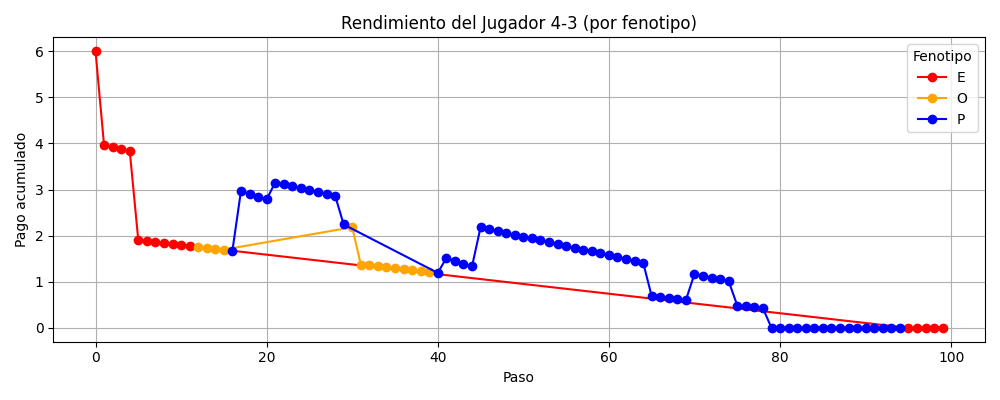 Rendimiento del Jugador 4-3 (por fenotipo)
Pago acumulado
6
5
4
3
2
1
0
0 20 40 60 80 100
Paso
Fenotipo
E
O
P